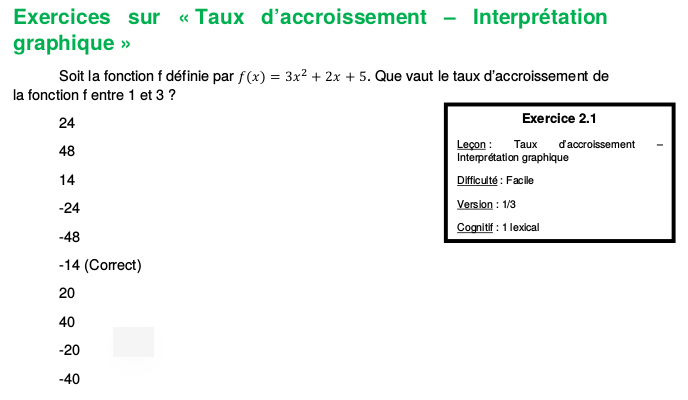 Exercices sur « Taux d’accroissement – Interprétation
graphique »
Soit la fonction f définie par f(x) = 3x² + 2x + 5. Que vaut le taux d’accroissement de
la fonction f entre 1 et 3 ?
24
48
14
-24
-48
-14 (Correct)
20
40
-20
-40
Exercice 2.1
Leçon : Taux d’accroissement –
Interprétation graphique
Difficulté : Facile
Version : 1/3
Cognitif : 1 lexical